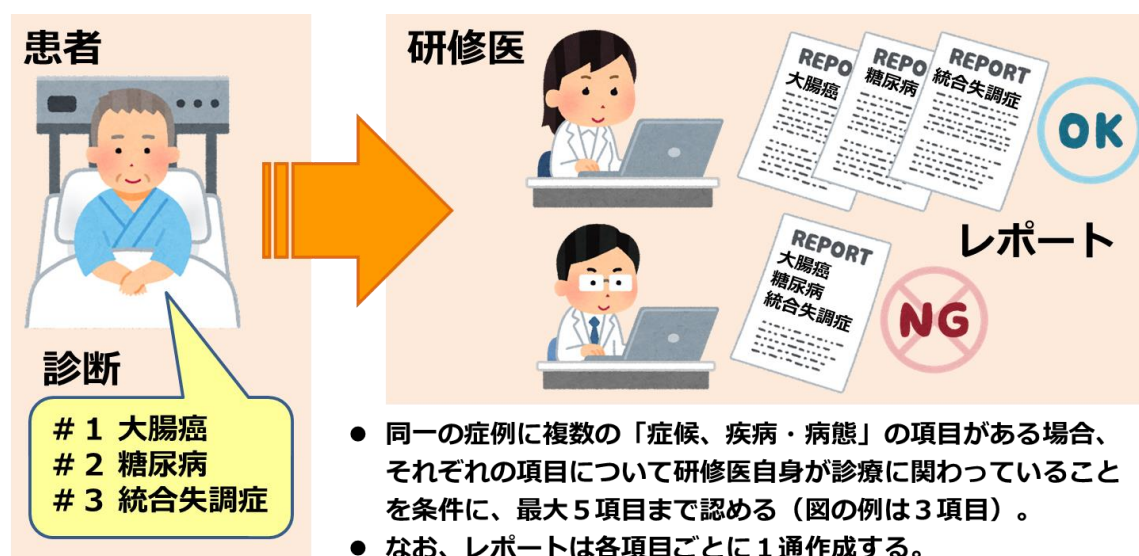 患者
診断
# 1 大腸癌
# 2 糖尿病
# 3 統合失調症
研修医
REPO
大腸癌
REPO
糖尿病
REPORT
統合失調症
OK
レポート
REPORT
大腸癌
糖尿病
統合失調症
NG
● 同一の症例に複数の「症候、疾病・病態」の項目がある場合、
それぞれの項目について研修医自身が診療に関わっていること
を条件に、最大５項目まで認める（図の例は３項目）。
● なお、レポートは各項目ごとに１通作成する。